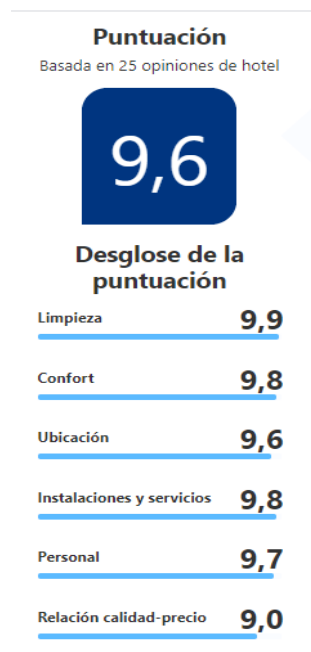 Puntuación
Basada en 25 opiniones de hotel
9,6
Desglose de la
puntuación
Limpieza 9,9
Confort 9,8
Ubicación 9,6
Instalaciones y servicios 9,8
Personal 9,7
Relación calidad-precio 9,0